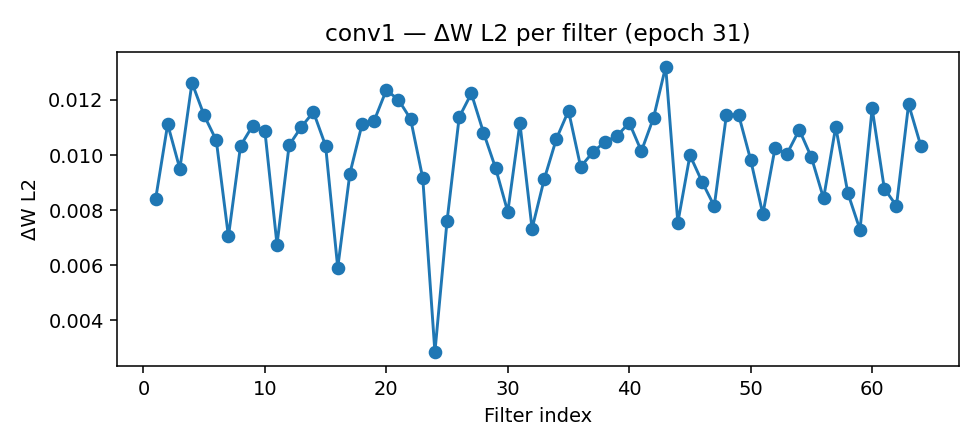 conv1 — ΔW L2 per filter (epoch 31)
ΔW L2
0.012
0.010
0.008
0.006
0.004
0 10 20 30 40 50 60
Filter index